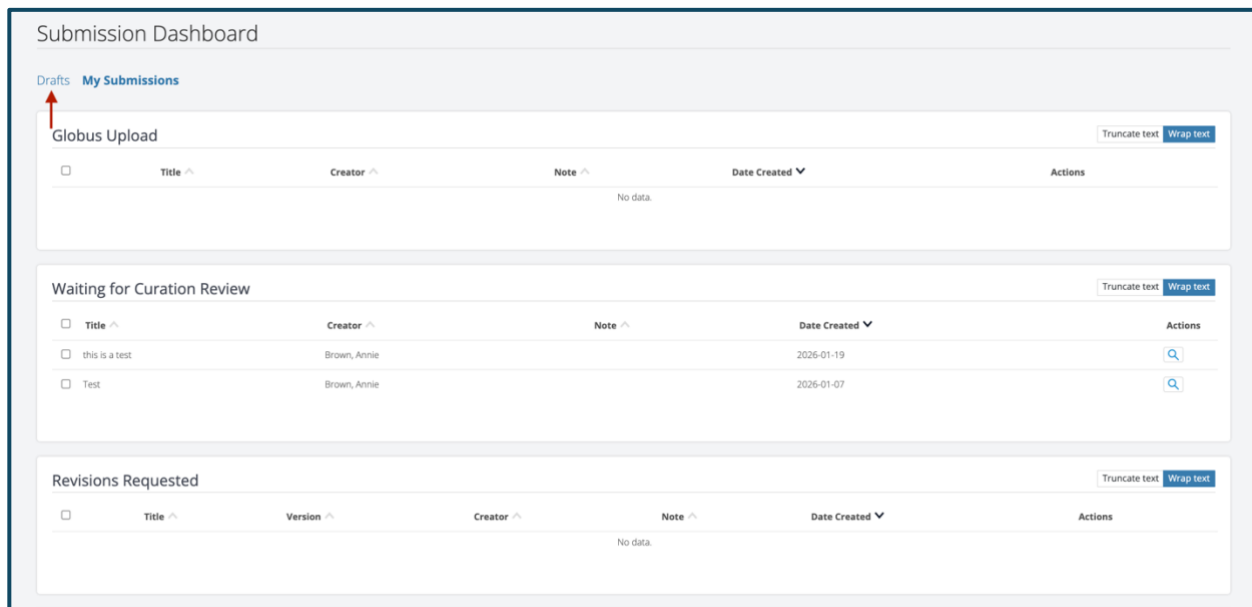 Submission Dashboard
Drafts My Submissions
Globus Upload Truncate text Wrap text
Title Creator Note Date Created Actions
No data.
Waiting for Curation Review Truncate text Wrap text
Title Creator Note Date Created Actions
this is a test Brown, Annie 2026-01-19
Test Brown, Annie 2026-01-07
Revisions Requested Truncate text Wrap text
Title Version Creator Note Date Created Actions
No data.